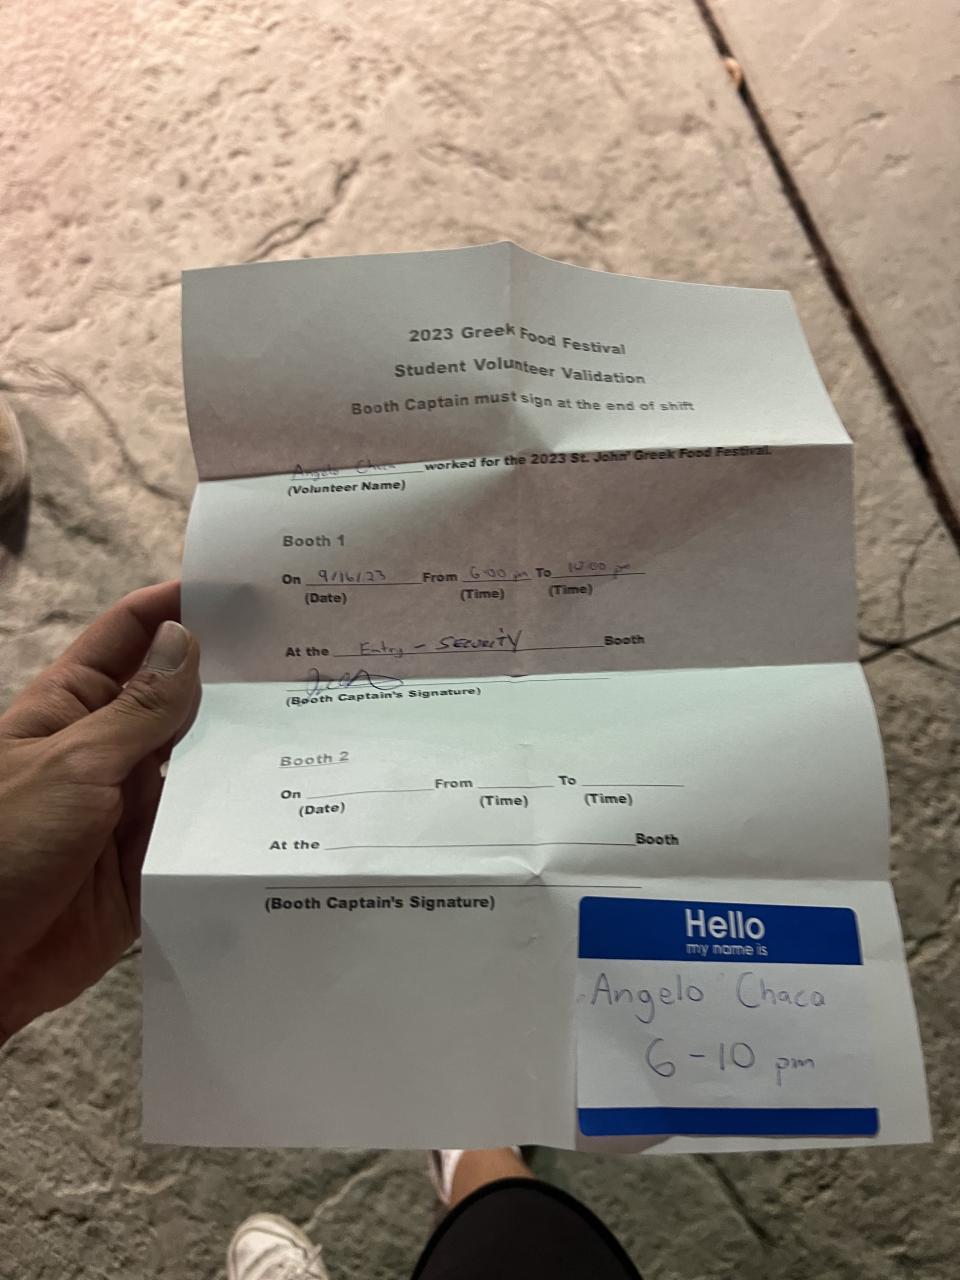 2023 Greek Food Festival
Student Volunteer Validation
Booth Captain must sign at the end of shift
Angelo Chaca worked for the 2023 St. John' Greek Food Festival.
(Volunteer Name)
Booth 1
On 9/16/23 From 6:00 pm To 10:00 pm
(Date) (Time) (Time)
At the Entry - SECURITY Booth
(Booth Captain's Signature)
Booth 2
On From To
(Date) (Time) (Time)
At the Booth
(Booth Captain's Signature)
Hello
my name is
Angelo Chaca
6-10 pm